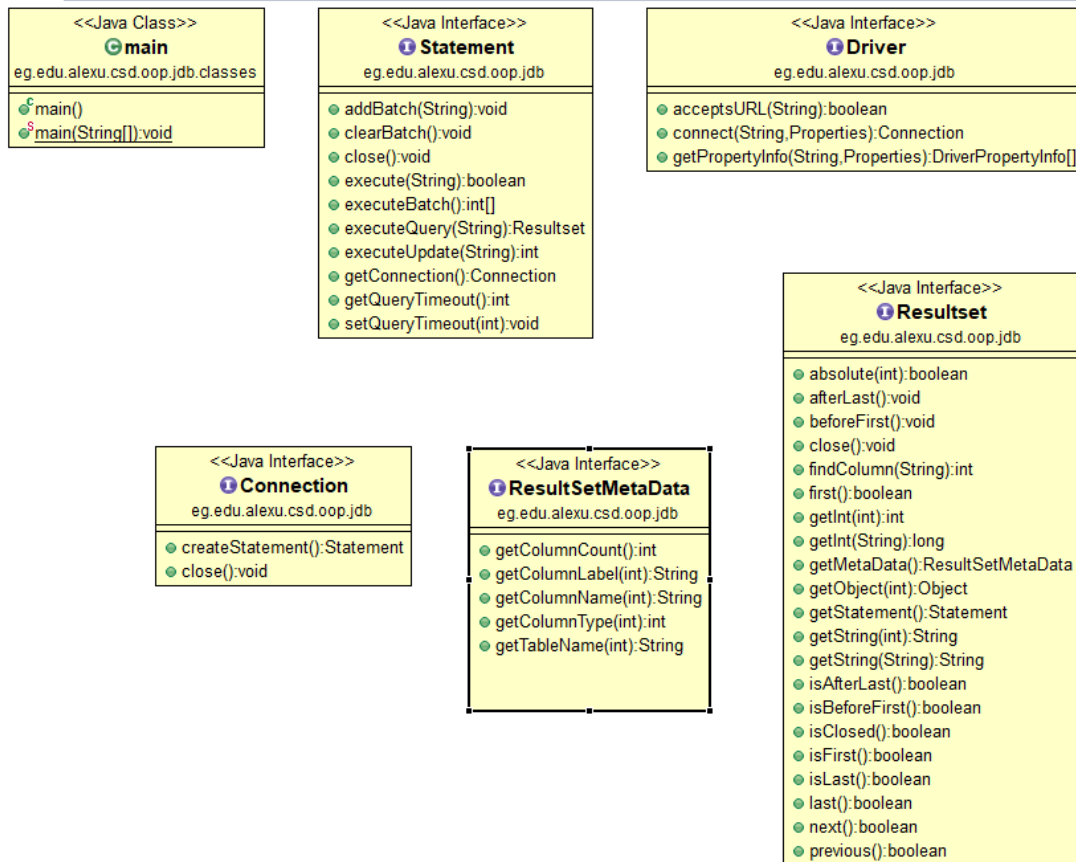 <<Java Class>>
main
eg.edu.alexu.csd.oop.jdb.classes
main()
main(String[]):void
<<Java Interface>>
Statement
eg.edu.alexu.csd.oop.jdb
addBatch(String):void
clearBatch():void
close():void
execute(String):boolean
executeBatch():int[]
executeQuery(String):Resultset
executeUpdate(String):int
getConnection():Connection
getQueryTimeout():int
setQueryTimeout(int):void
<<Java Interface>>
Driver
eg.edu.alexu.csd.oop.jdb
acceptsURL(String):boolean
connect(String,Properties):Connection
getPropertyInfo(String,Properties):DriverPropertyInfo[]
<<Java Interface>>
Connection
eg.edu.alexu.csd.oop.jdb
createStatement():Statement
close():void
<<Java Interface>>
ResultSetMetaData
eg.edu.alexu.csd.oop.jdb
getColumnCount():int
getColumnLabel(int):String
getColumnName(int):String
getColumnType(int):int
getTableName(int):String
<<Java Interface>>
Resultset
eg.edu.alexu.csd.oop.jdb
absolute(int):boolean
afterLast():void
beforeFirst():void
close():void
findColumn(String):int
first():boolean
getInt(int):int
getInt(String):long
getMetaData():ResultSetMetaData
getObject(int):Object
getStatement():Statement
getString(int):String
getString(String):String
isAfterLast():boolean
isBeforeFirst():boolean
isClosed():boolean
isFirst():boolean
isLast():boolean
last():boolean
next():boolean
previous():boolean